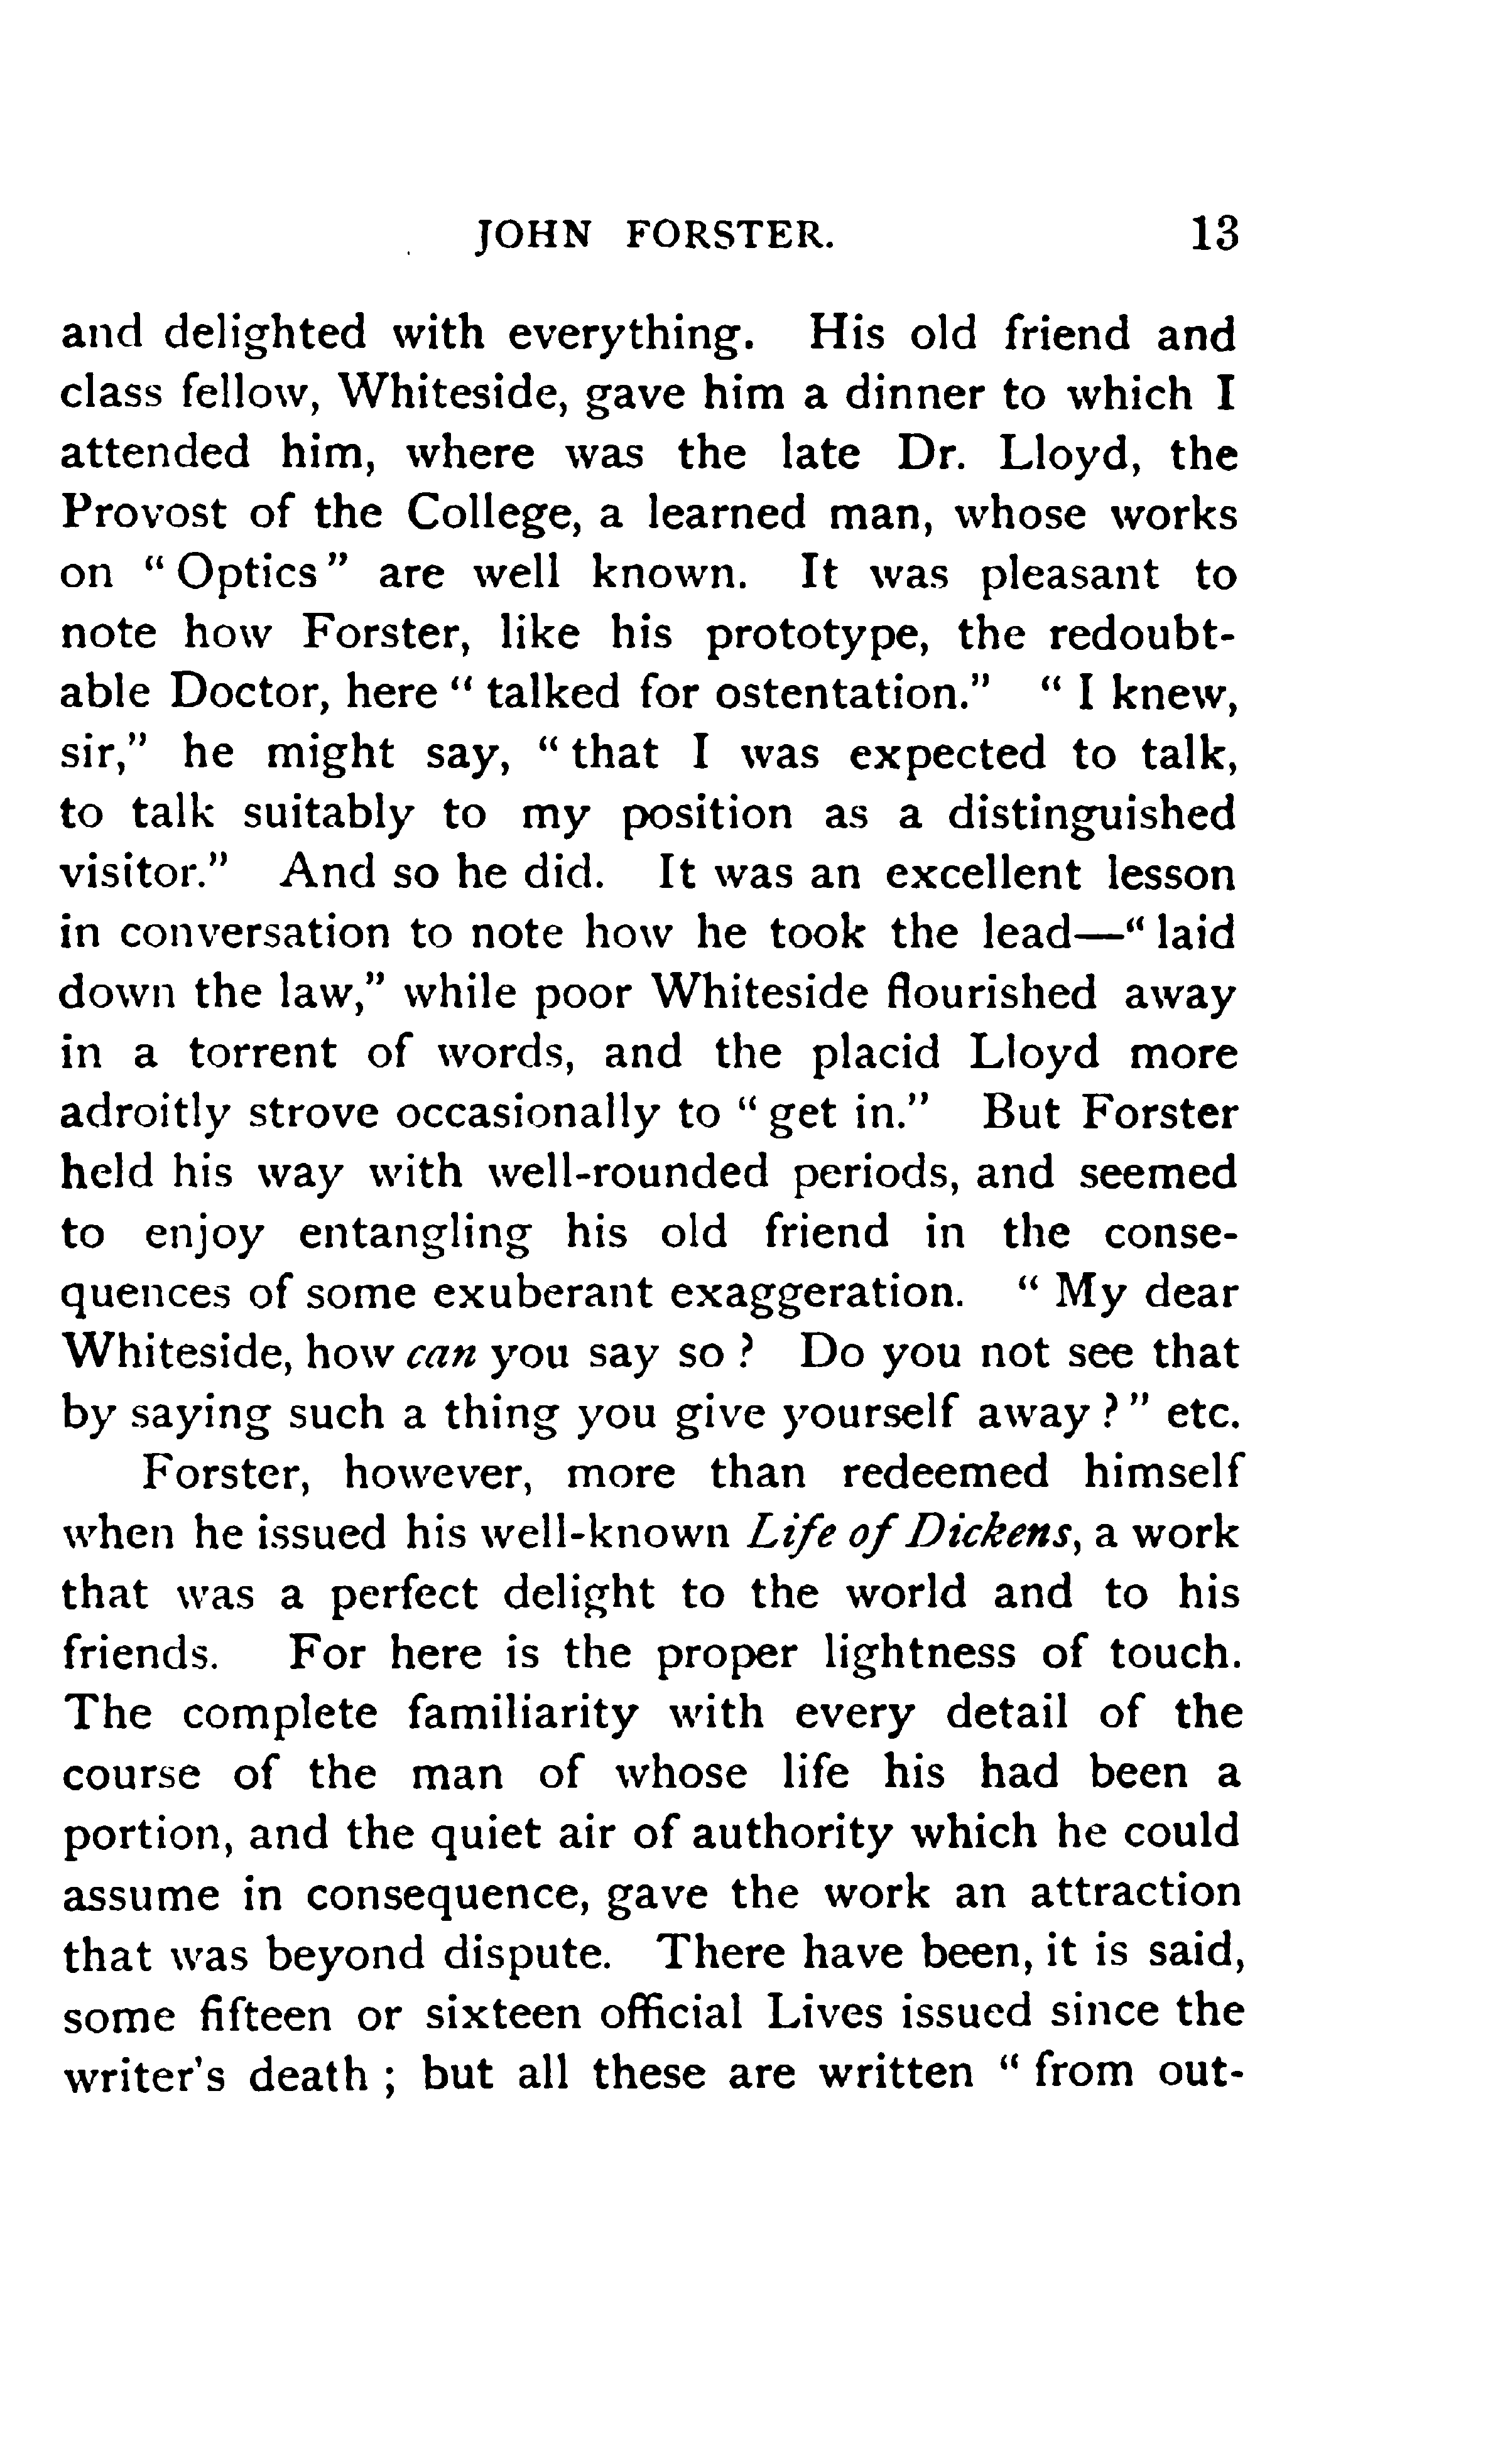 JOHN FORSTER. 13
and delighted with everything. His old friend and
class fellow, Whiteside, gave him a dinner to which I
attended him, where was the late Dr. Lloyd, the
Provost of the College, a learned man, whose works
on “ Optics ” are well known. It was pleasant to
note how Forster, like his prototype, the redoubt-
able Doctor, here “ talked for ostentation.” “ I knew,
sir,” he might say, “ that I was expected to talk,
to talk suitably to my position as a distinguished
visitor.” And so he did. It was an excellent lesson
in conversation to note how he took the lead—“ laid
down the law,” while poor Whiteside flourished away
in a torrent of words, and the placid Lloyd more
adroitly strove occasionally to “ get in.” But Forster
held his way with well-rounded periods, and seemed
to enjoy entangling his old friend in the conse-
quences of some exuberant exaggeration. “ My dear
Whiteside, how can you say so ? Do you not see that
by saying such a thing you give yourself away ? ” etc.
Forster, however, more than redeemed himself
when he issued his well-known Life of Dickens, a work
that was a perfect delight to the world and to his
friends. For here is the proper lightness of touch.
The complete familiarity with every detail of the
course of the man of whose life his had been a
portion, and the quiet air of authority which he could
assume in consequence, gave the work an attraction
that was beyond dispute. There have been, it is said,
some fifteen or sixteen official Lives issued since the
writer's death ; but all these are written “ from out-